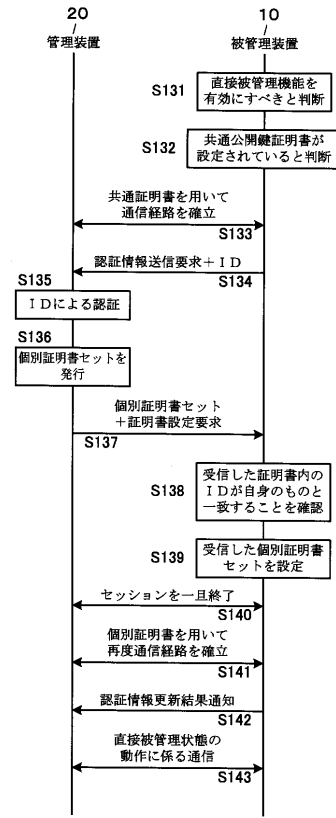 20
管理装置
10
被管理装置
S131
直接被管理機能を
有効にすべきと判断
S132
共通公開鍵証明書が
設定されていると判断
共通証明書を用いて
通信経路を確立
S133
認証情報送信要求＋ＩＤ
S134
S135
ＩＤによる認証
S136
個別証明書セットを
発行
個別証明書セット
＋証明書設定要求
S137
S138
受信した証明書内の
ＩＤが自身のものと
一致することを確認
S139
受信した個別証明書
セットを設定
セッションを一旦終了
S140
個別証明書を用いて
再度通信経路を確立
S141
認証情報更新結果通知
S142
直接被管理状態の
動作に係る通信
S143